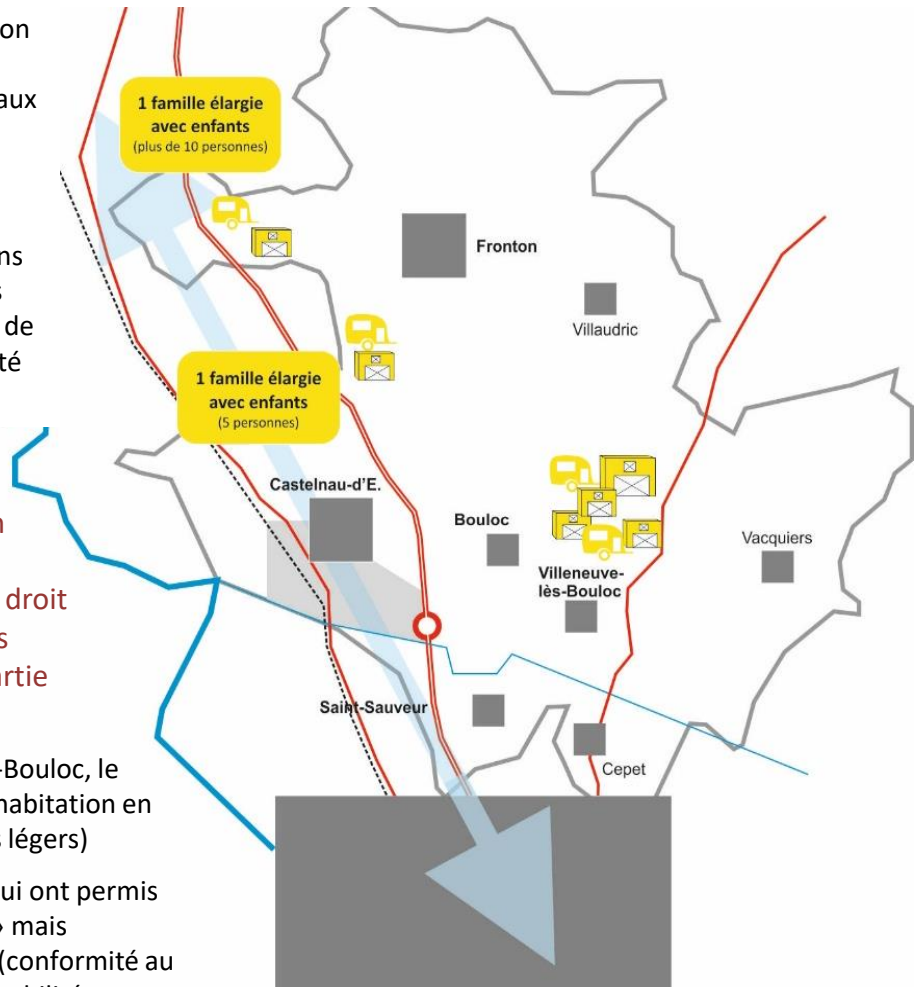 on
aux
ns
s
de
té
n
droit
s
artie
-Bouloc, le
habitation en
s légers)
ui ont permis
» mais
(conformité au
1 famille élargie
avec enfants
(plus de 10 personnes)
Fronton
Villaudric
1 famille élargie
avec enfants
(5 personnes)
Castelnau-d'E.
Bouloc
Villeneuve-
lès-Bouloc
Vacquiers
Saint-Sauveur
Cepet